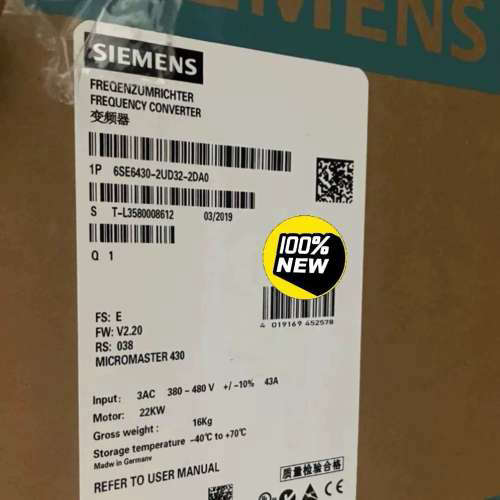 SIEMENS
SIEMENS
FREQENZUMRICHTER
FREQUENCY CONVERTER
变频器
1P 6SE6430-2UD32-2DA0
S T-L3580008612 03/2019
Q 1
100%
NEW
4 019169 452578
FS: E
FW: V2.20
RS: 038
MICROMASTER 430
Input: 3AC 380-480 V +/-10% 43A
Motor: 22KW
Gross weight: 16Kg
Storage temperature -40°C to +70°C
Madw in Germanv
REFER TO USER MANUAL
质量检验合格
UL
CE